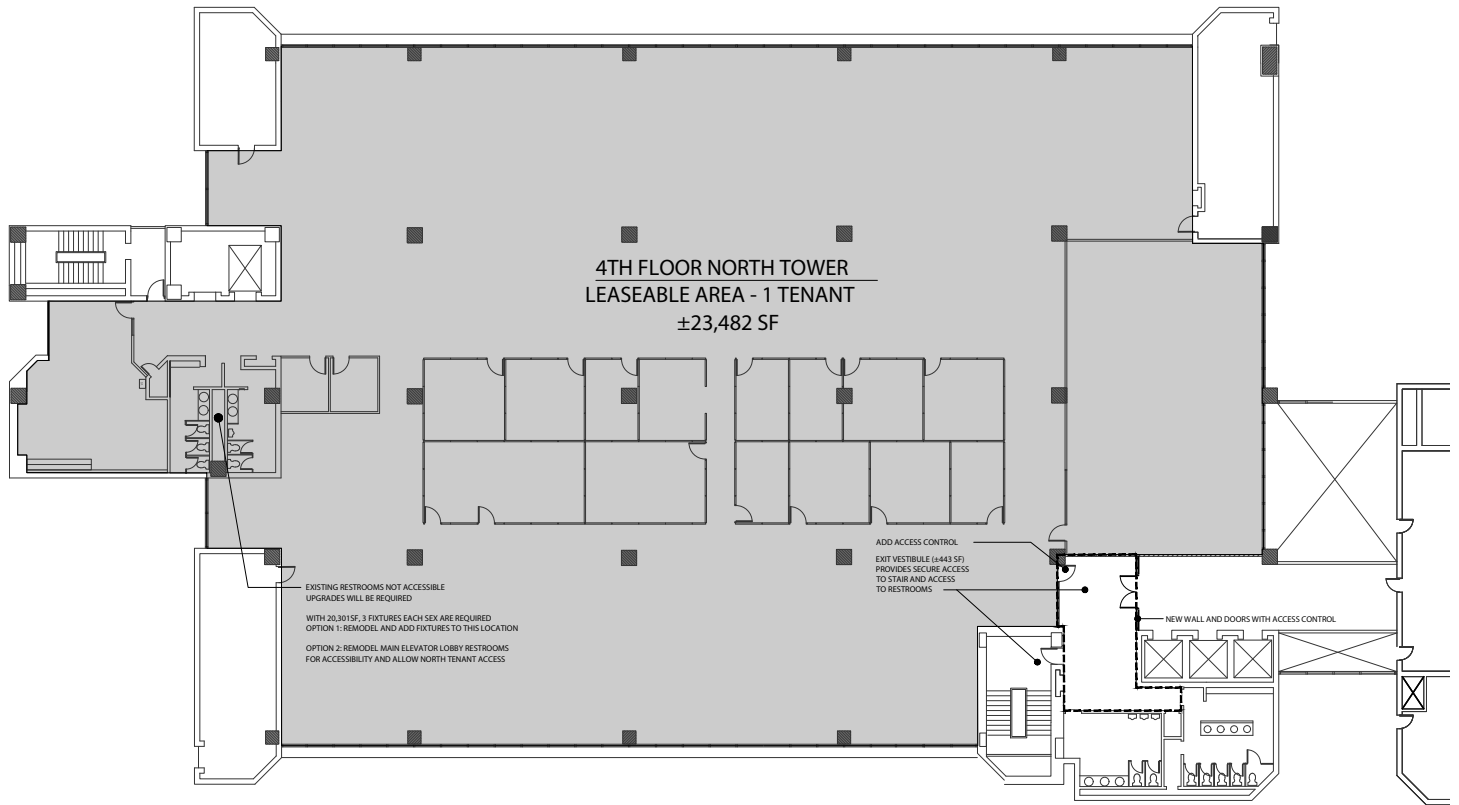 4TH FLOOR NORTH TOWER
LEASEABLE AREA - 1 TENANT
±23,482 SF
ADD ACCESS CONTROL
EXIT VESTIBULE (±443 SF)
PROVIDES SECURE ACCESS
TO STAIR AND ACCESS
TO RESTROOMS
EXISTING RESTROOMS NOT ACCESSIBLE
UPGRADES WILL BE REQUIRED
WITH 20,301SF, 3 FIXTURES EACH SEX ARE REQUIRED
OPTION 1: REMODEL AND ADD FIXTURES TO THIS LOCATION
OPTION 2: REMODEL MAIN ELEVATOR LOBBY RESTROOMS
FOR ACCESSIBILITY AND ALLOW NORTH TENANT ACCESS
NEW WALL AND DOORS WITH ACCESS CONTROL